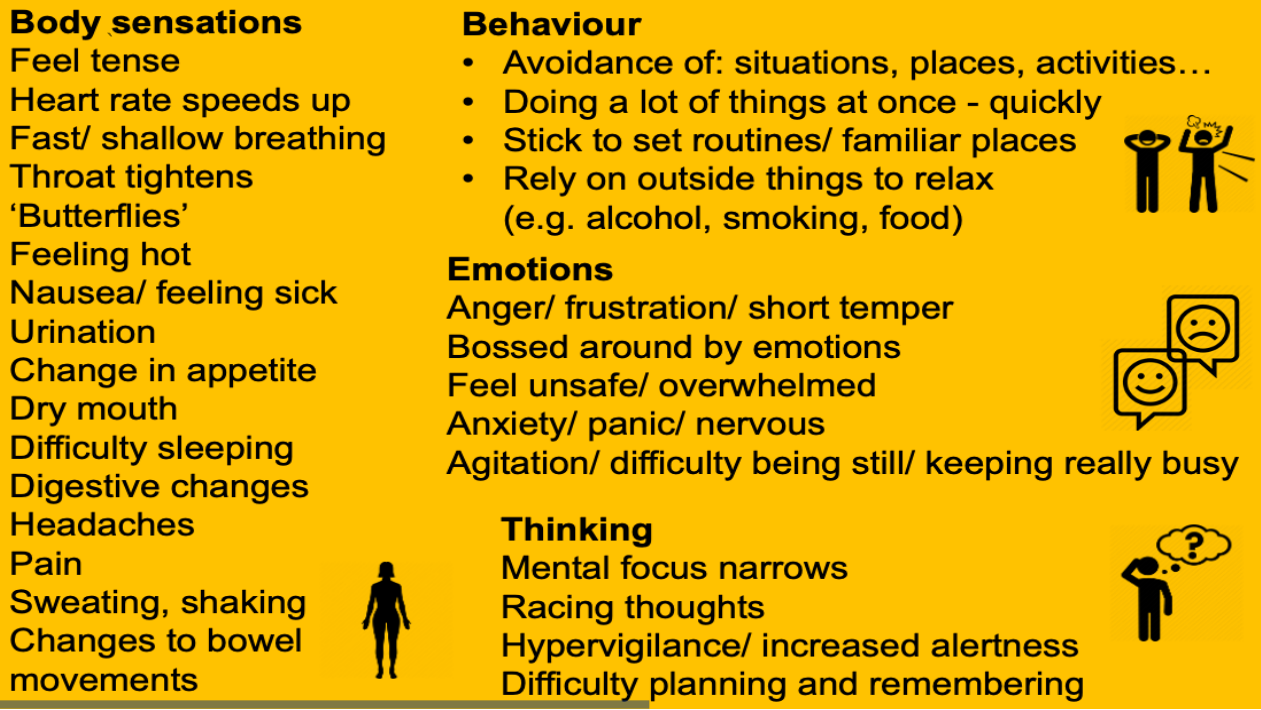 Body sensations
Feel tense
Heart rate speeds up
Fast/ shallow breathing
Throat tightens
‘Butterflies’
Feeling hot
Nausea/ feeling sick
Urination
Change in appetite
Dry mouth
Difficulty sleeping
Digestive changes
Headaches
Pain
Sweating, shaking
Changes to bowel
movements
Behaviour
• Avoidance of: situations, places, activities…
• Doing a lot of things at once - quickly
• Stick to set routines/ familiar places
• Rely on outside things to relax
(e.g. alcohol, smoking, food)
Emotions
Anger/ frustration/ short temper
Bossed around by emotions
Feel unsafe/ overwhelmed
Anxiety/ panic/ nervous
Agitation/ difficulty being still/ keeping really busy
Thinking
Mental focus narrows
Racing thoughts
Hypervigilance/ increased alertness
Difficulty planning and remembering
?